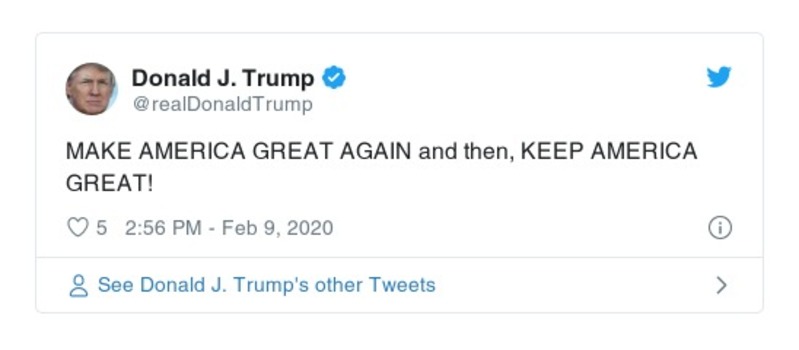 Donald J. Trump
@realDonaldTrump
MAKE AMERICA GREAT AGAIN and then, KEEP AMERICA
GREAT!
5 2:56 PM - Feb 9, 2020
See Donald J. Trump's other Tweets